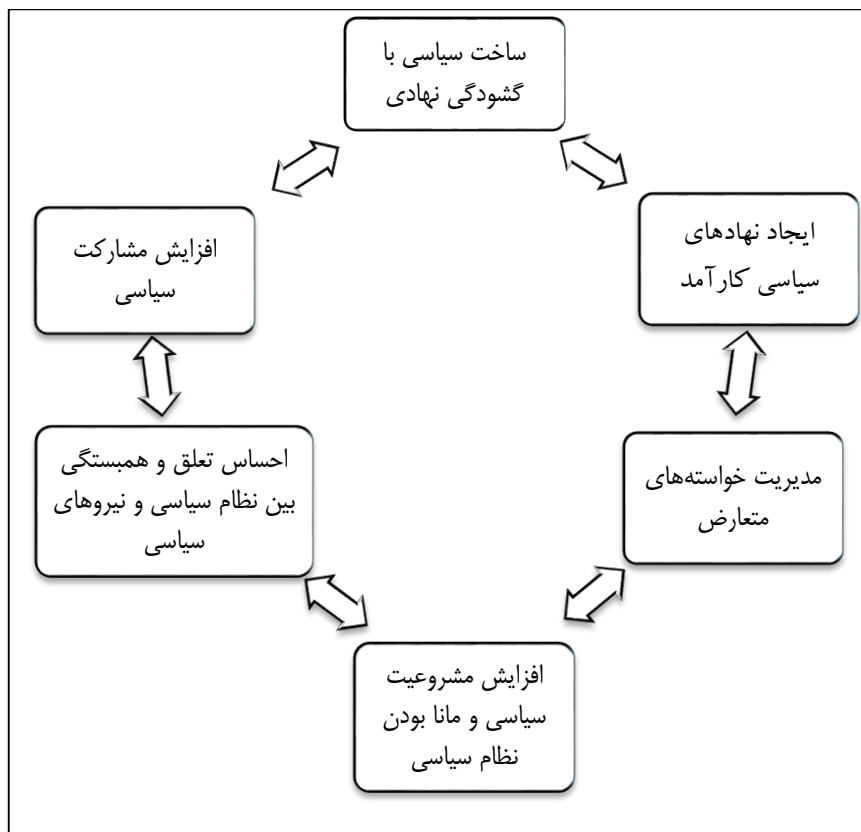 ساخت سیاسی با
گشودگی نهادی
ایجاد نهادهای
سیاسی کارآمد
افزایش مشارکت
سیاسی
مدیریت خواسته‌های
متعارض
احساس تعلق و همبستگی
بین نظام سیاسی و نیروهای
سیاسی
افزایش مشروعیت
سیاسی و مانا بودن
نظام سیاسی